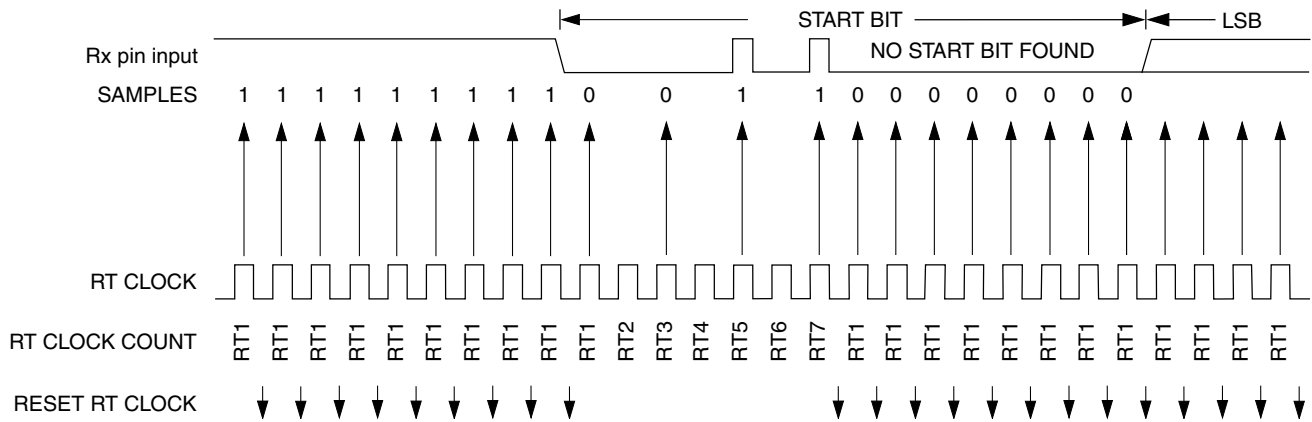 START BIT LSB
Rx pin input NO START BIT FOUND
SAMPLES 1 1 1 1 1 1 1 1 1 0 0 1 1 0 0 0 0 0 0 0 0
RT CLOCK
RT CLOCK COUNT RT1 RT1 RT1 RT1 RT1 RT1 RT1 RT1 RT1 RT1 RT2 RT3 RT4 RT5 RT6 RT7 RT1 RT1 RT1 RT1 RT1 RT1 RT1 RT1 RT1 RT1 RT1 RT1
RESET RT CLOCK